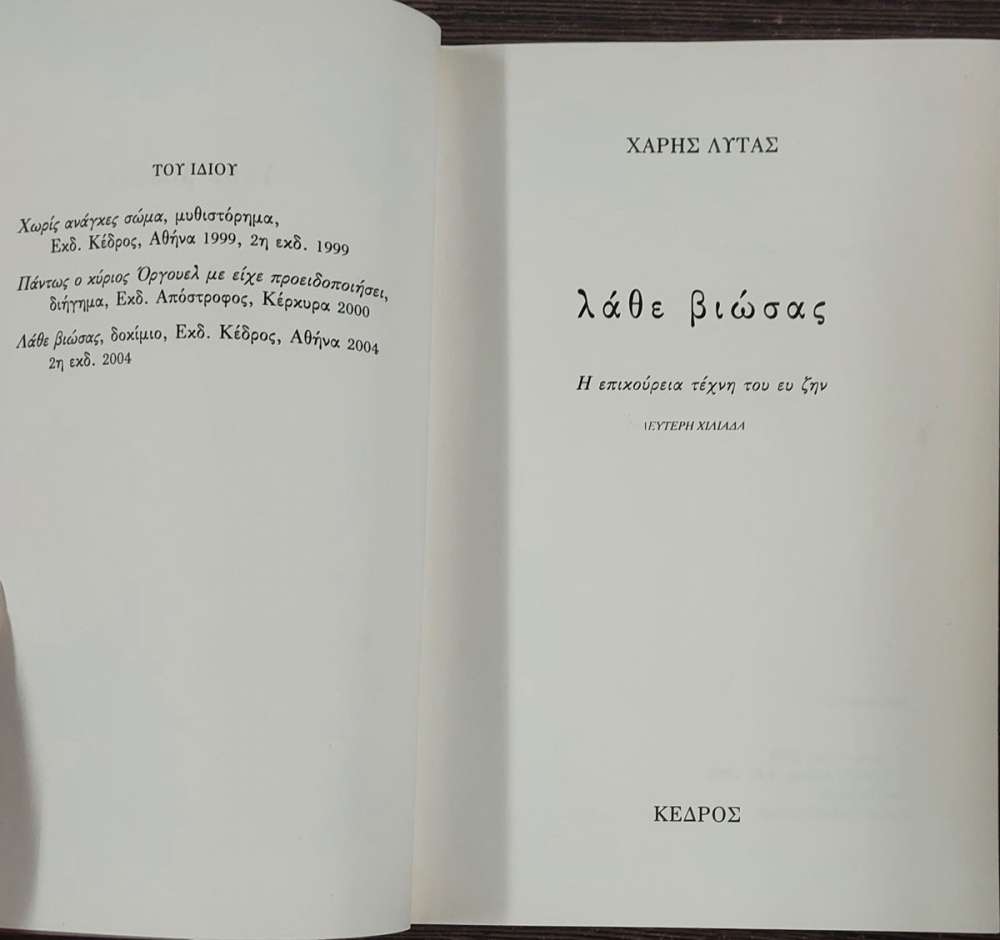 ΤΟΥ ΙΔΙΟΥ
Χωρίς ανάγκες σώμα, μυθιστόρημα,
Εκδ. Κέδρος, Αθήνα 1999, 2η εκδ. 1999
Πάντως ο κύριος Όργουελ με είχε προειδοποιήσει,
διήγημα, Εκδ. Απόστροφος, Κέρκυρα 2000
Λάθε βιώσας, δοκίμιο, Εκδ. Κέδρος, Αθήνα 2004
2η εκδ. 2004
ΧΑΡΗΣ ΛΥΤΑΣ
λάθε βιώσας
Η επικούρεια τέχνη του ευ ζην
ΔΕΥΤΕΡΗ ΧΙΛΙΑΔΑ
ΚΕΔΡΟΣ